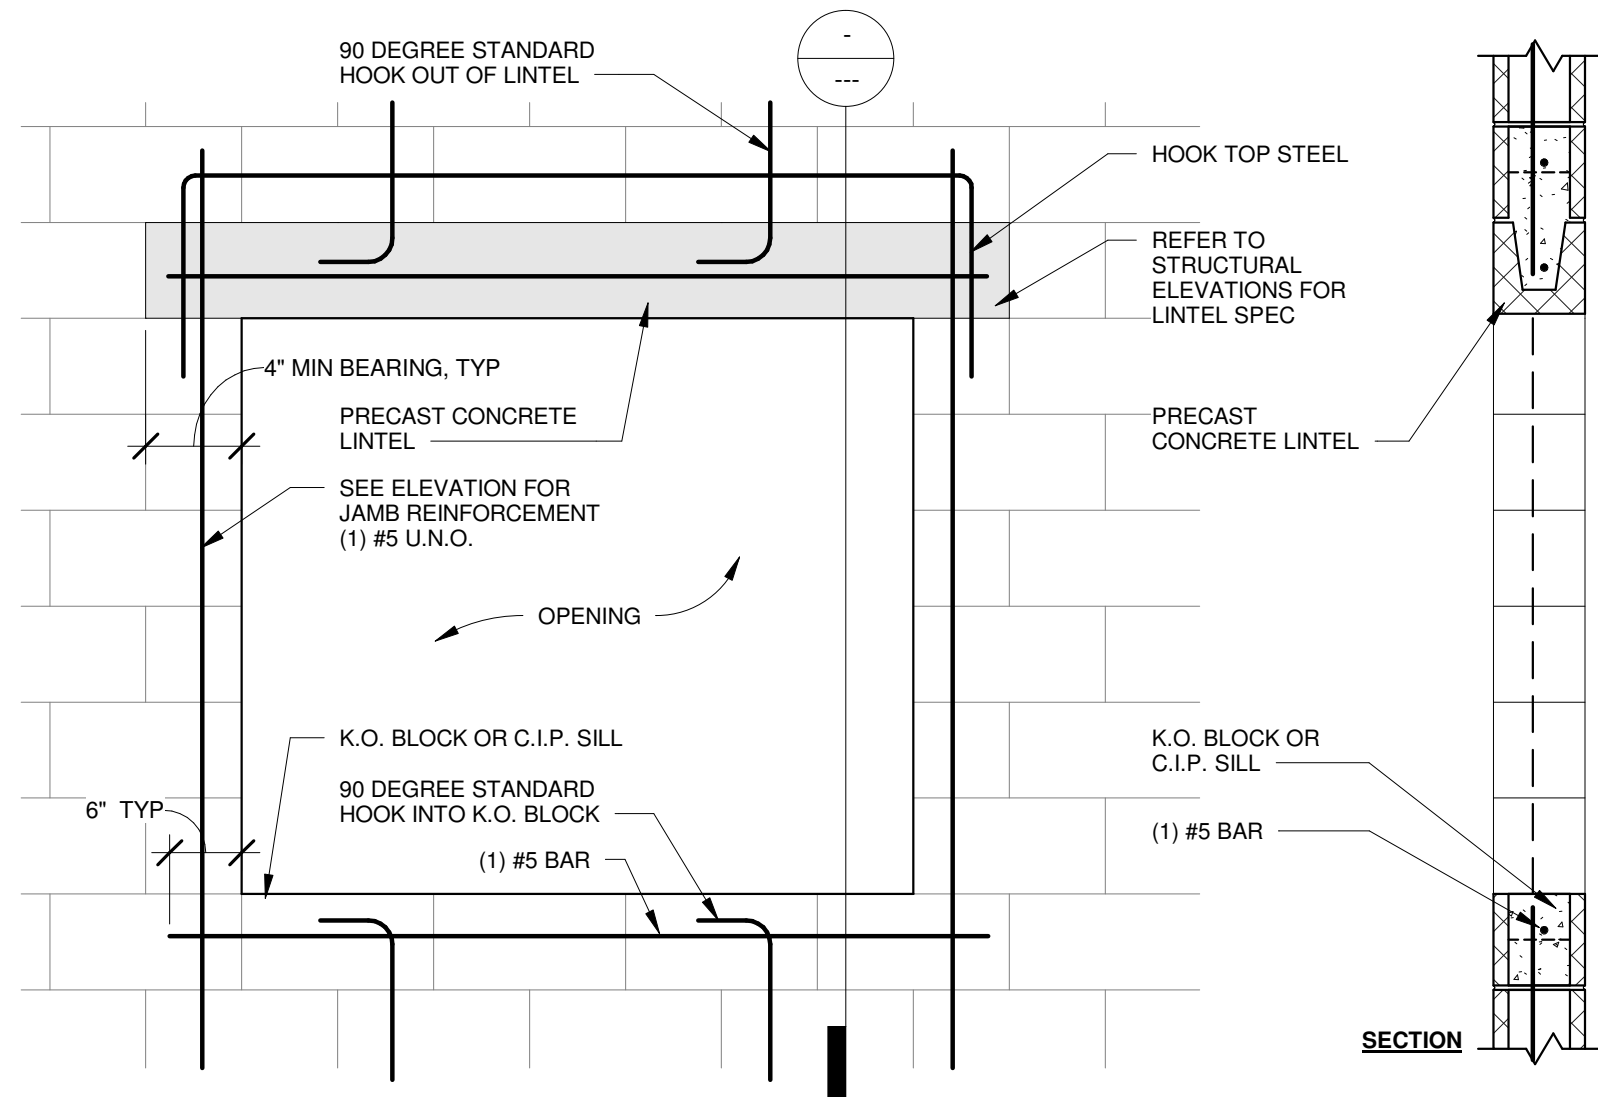 -
---
90 DEGREE STANDARD
HOOK OUT OF LINTEL
HOOK TOP STEEL
REFER TO
STRUCTURAL
ELEVATIONS FOR
LINTEL SPEC
4" MIN BEARING, TYP
PRECAST CONCRETE
LINTEL
PRECAST
CONCRETE LINTEL
SEE ELEVATION FOR
JAMB REINFORCEMENT
(1) #5 U.N.O.
OPENING
K.O. BLOCK OR C.I.P. SILL
90 DEGREE STANDARD
HOOK INTO K.O. BLOCK
6" TYP
(1) #5 BAR
K.O. BLOCK OR
C.I.P. SILL
(1) #5 BAR
SECTION